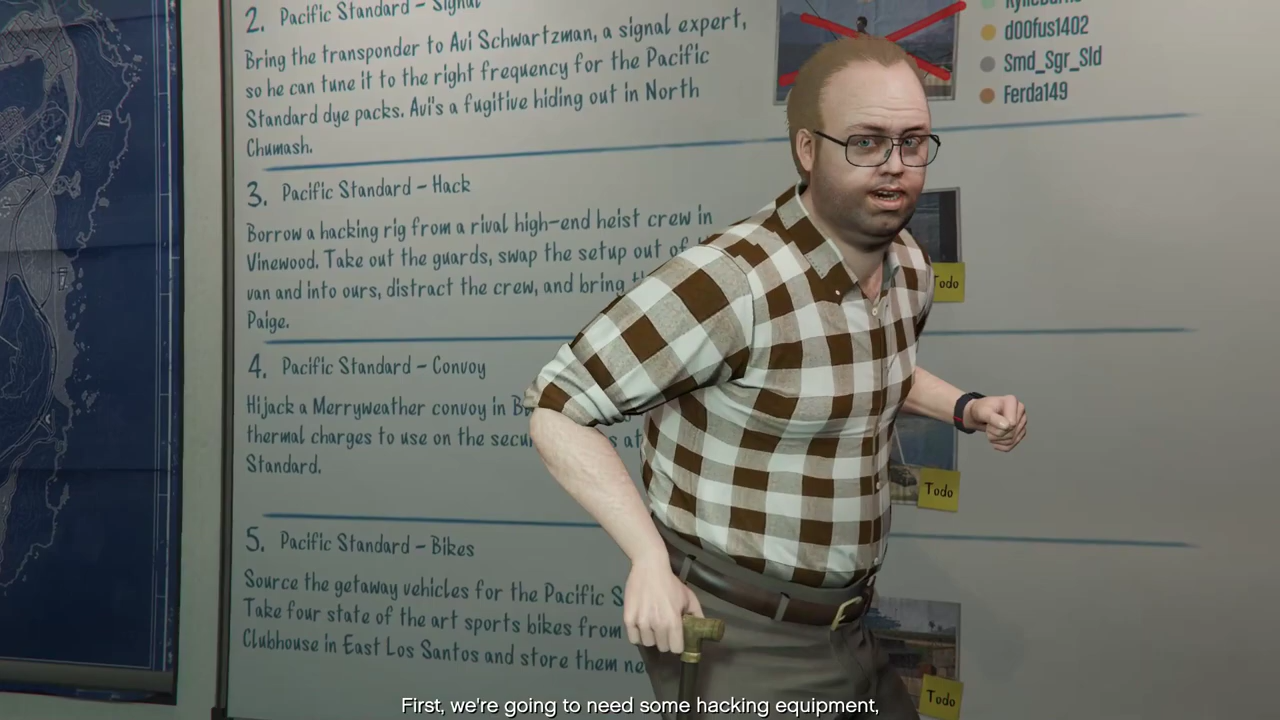 2. Pacific Standard - Signal
Bring the transponder to Avi Schwartzman, a signal expert,
so he can tune it to the right frequency for the Pacific
Standard dye packs. Avi's a fugitive hiding out in North
Chumash.
d00fus1402
Smd_Sgr_Sld
Ferda149
3. Pacific Standard - Hack
Borrow a hacking rig from a rival high-end heist crew in
Vinewood. Take out the guards, swap the setup out of
van and into ours, distract the crew, and bring
Paige.
Todo
4. Pacific Standard - Convoy
Hijack a Merryweather convoy in
thermal charges to use on the at
Standard.
Todo
5. Pacific Standard - Bikes
Source the getaway vehicles for the Pacific S
Take four state of the art sports bikes from
Clubhouse in East Los Santos and store them ne
Todo
First, we're going to need some hacking equipment,